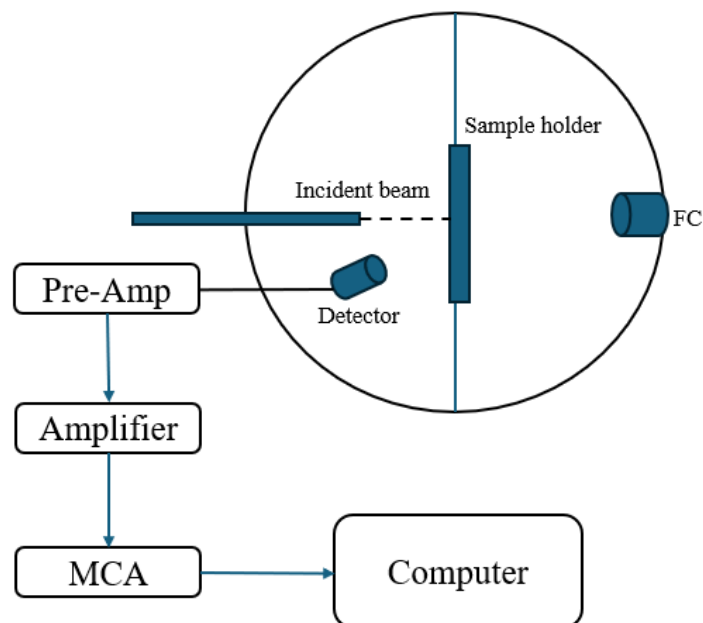 Sample holder
Incident beam
FC
Pre-Amp
Detector
Amplifier
MCA
Computer